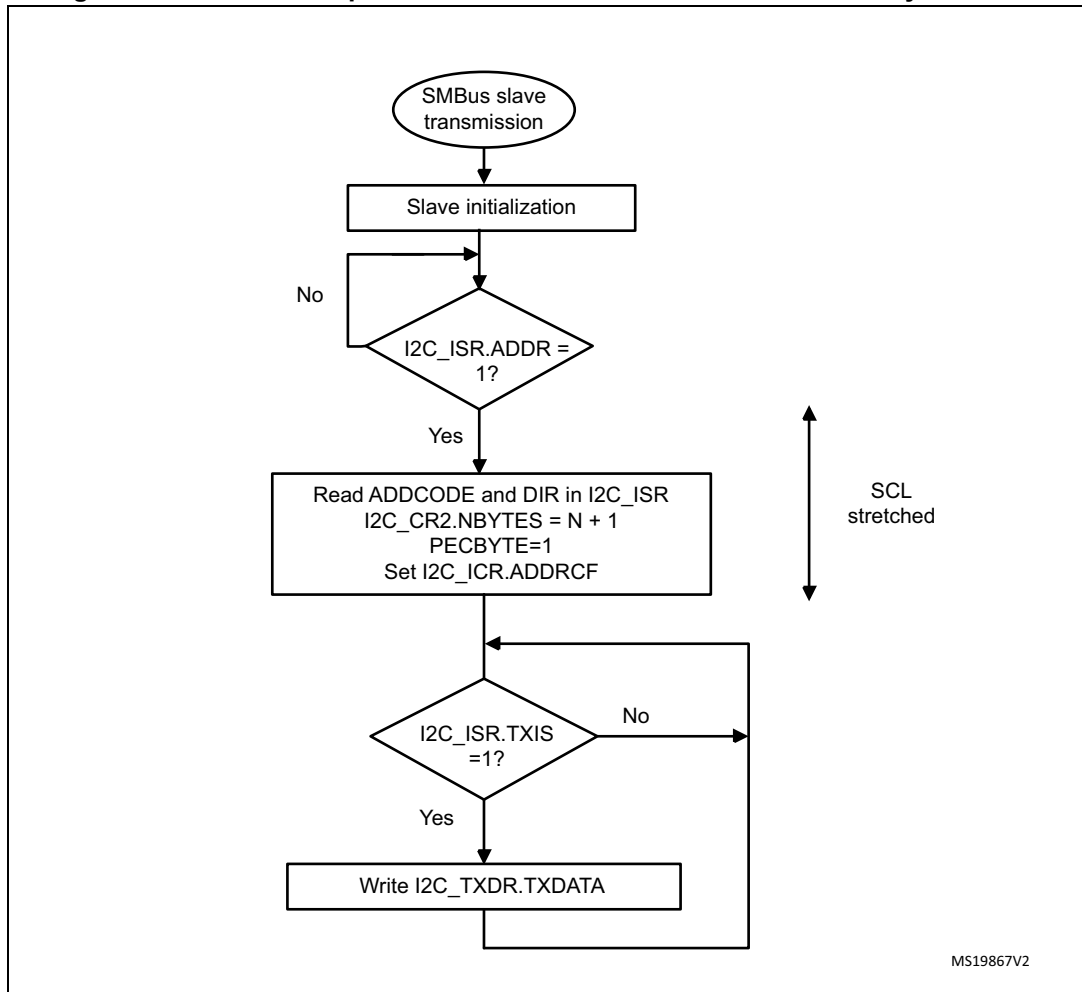 SMBus slave
transmission
Slave initialization
No
I2C_ISR.ADDR =
1?
Yes
Read ADDCODE and DIR in I2C_ISR
I2C_CR2.NBYTES = N + 1
PECBYTE=1
Set I2C_ICR.ADDRCF
SCL
stretched
I2C_ISR.TXIS
=1?
No
Yes
Write I2C_TXDR.TXDATA
MS19867V2